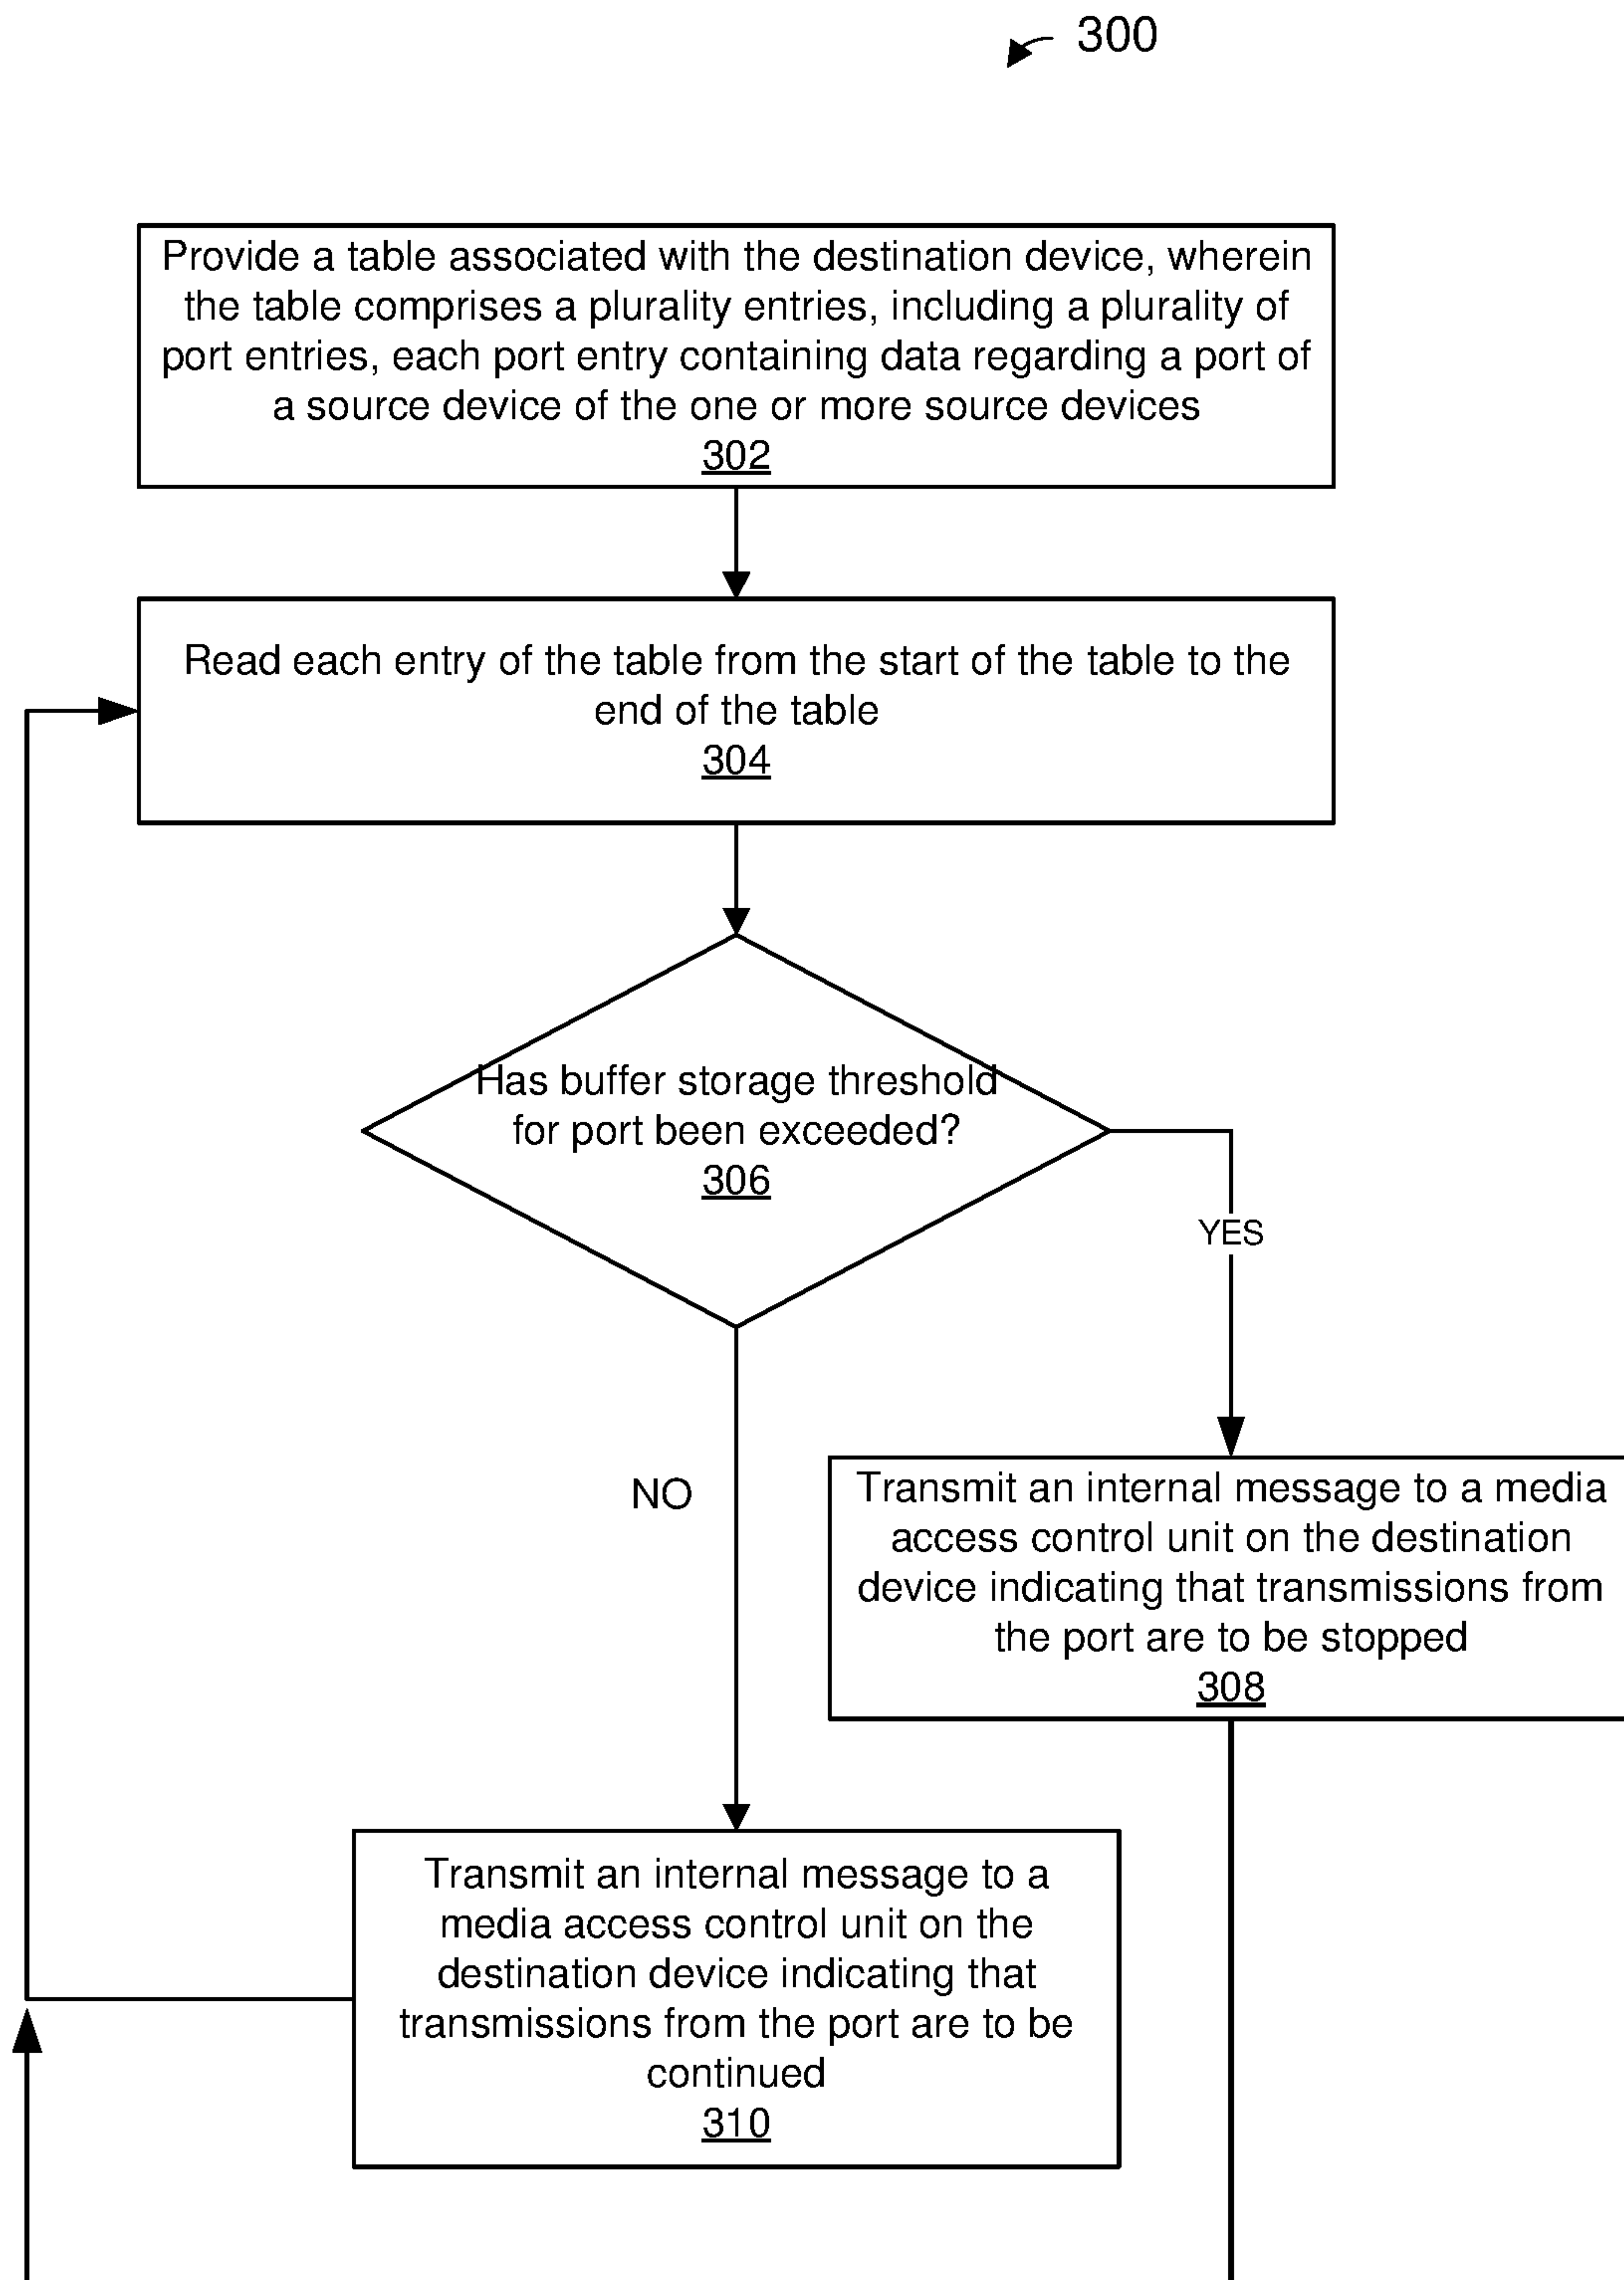 300
Provide a table associated with the destination device, wherein
the table comprises a plurality entries, including a plurality of
port entries, each port entry containing data regarding a port of
a source device of the one or more source devices
302
Read each entry of the table from the start of the table to the
end of the table
304
Has buffer storage threshold
for port been exceeded?
306
YES
NO
Transmit an internal message to a media
access control unit on the destination
device indicating that transmissions from
the port are to be stopped
308
Transmit an internal message to a
media access control unit on the
destination device indicating that
transmissions from the port are to be
continued
310